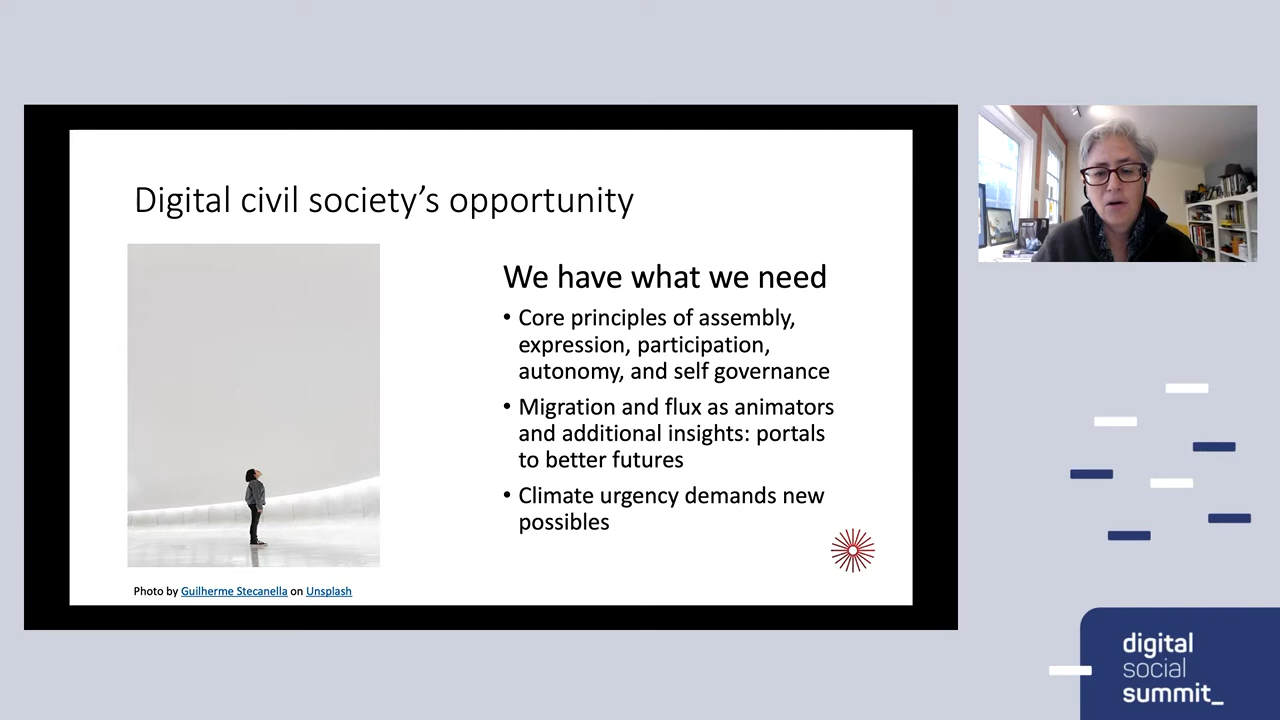 Digital civil society's opportunity
We have what we need
• Core principles of assembly,
expression, participation,
autonomy, and self governance
• Migration and flux as animators
and additional insights: portals
to better futures
• Climate urgency demands new
possibles
Photo by Guilherme Stecanella on Unsplash
digital
social
summit_